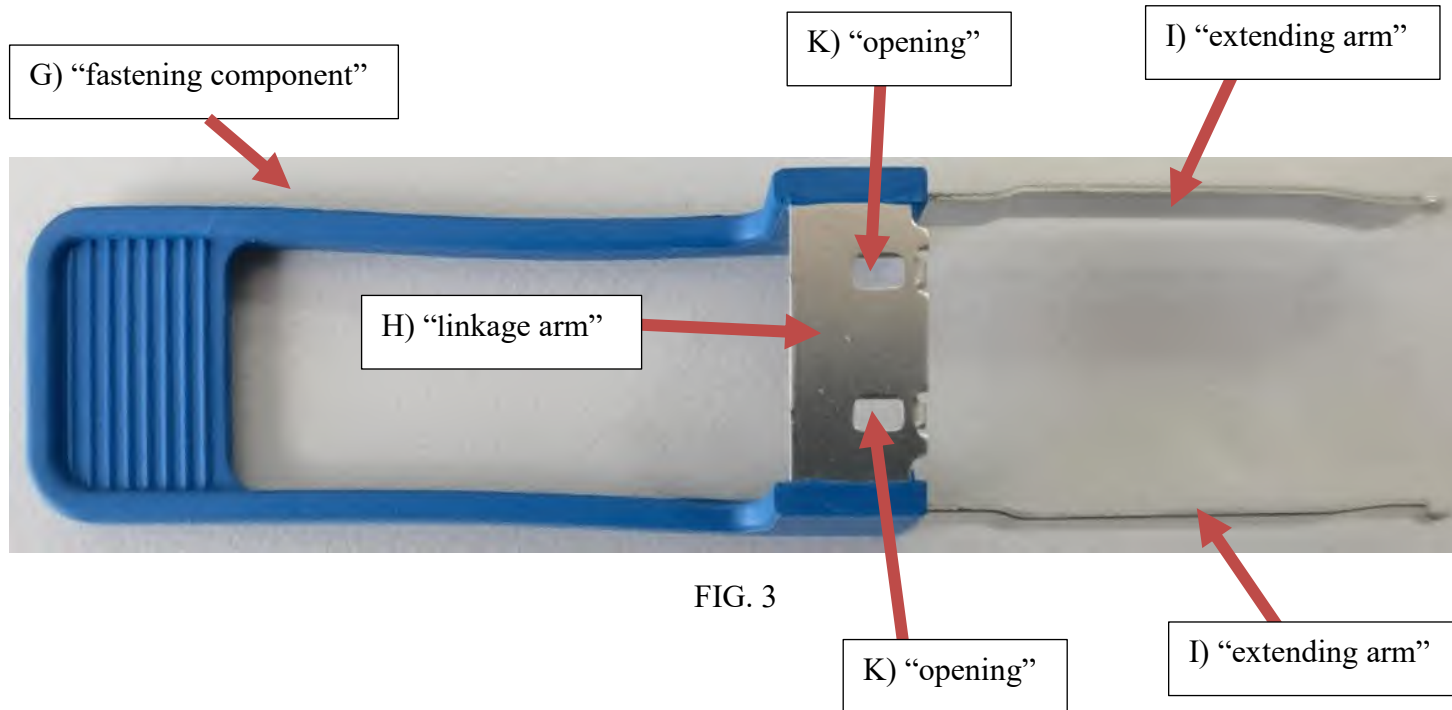 K) “opening”
I) “extending arm”
G) “fastening component”
H) “linkage arm”
FIG. 3
K) “opening”
I) “extending arm”